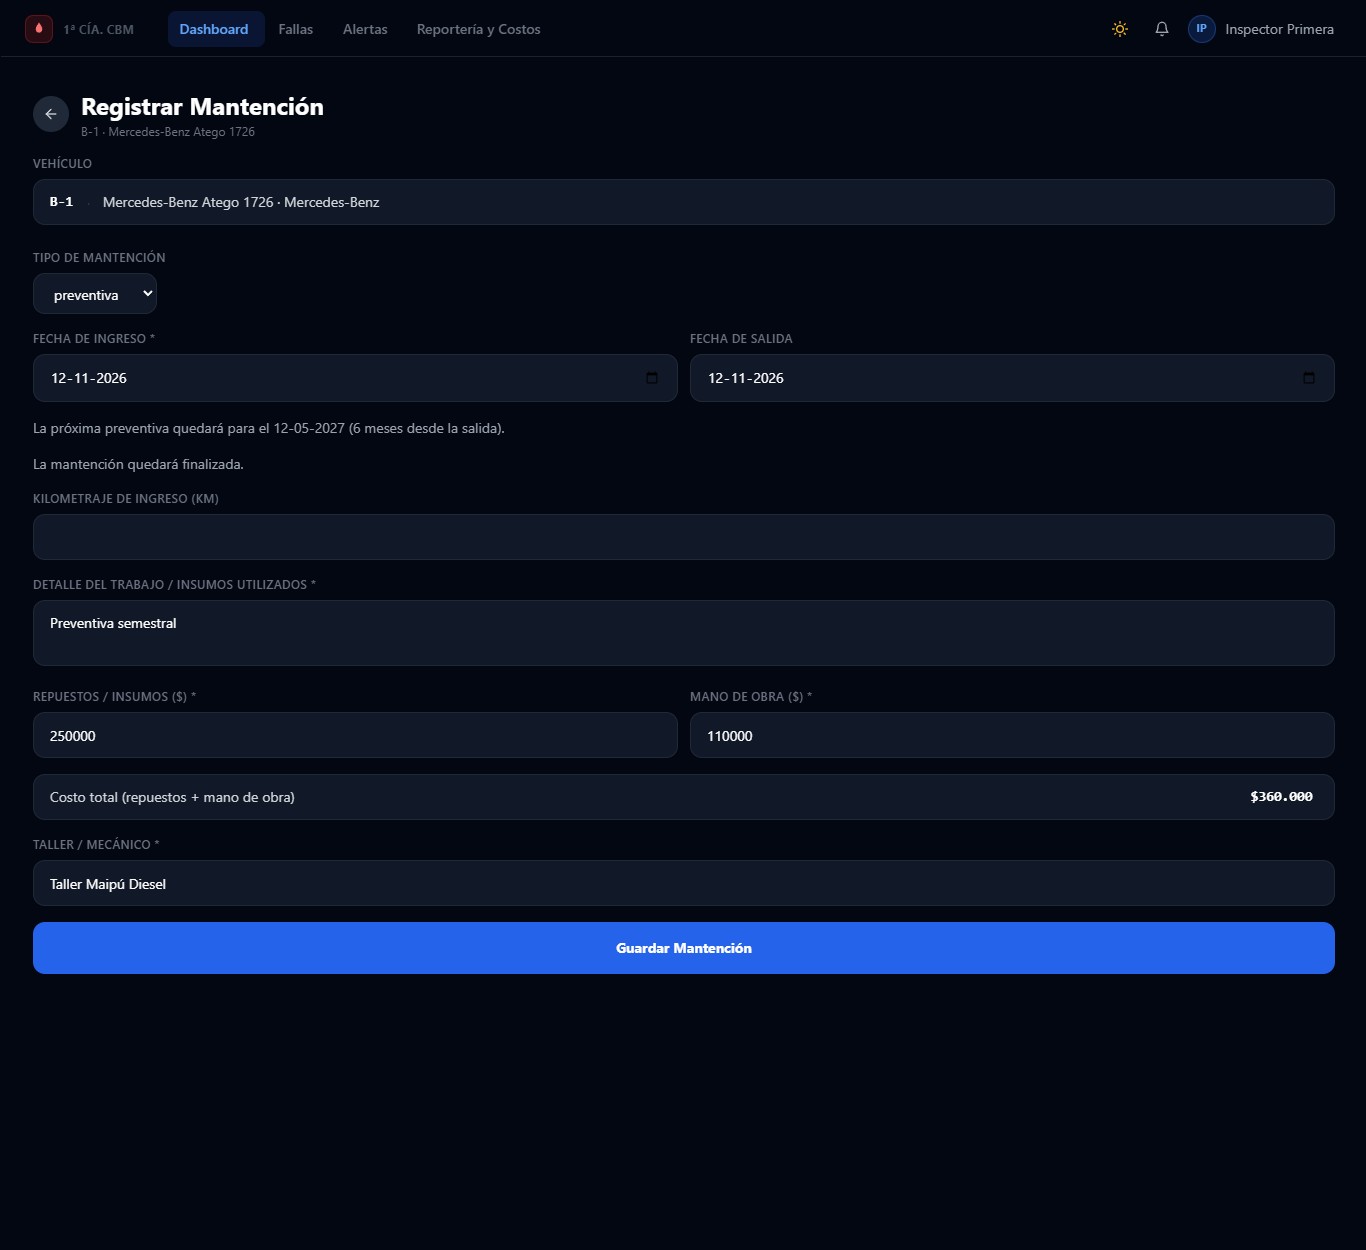 1ª CÍA. CBM Dashboard Fallas Alertas Reportería y Costos IP Inspector Primera
Registrar Mantención
B-1 · Mercedes-Benz Atego 1726
VEHÍCULO
B-1 · Mercedes-Benz Atego 1726 · Mercedes-Benz
TIPO DE MANTENCIÓN
preventiva
FECHA DE INGRESO * FECHA DE SALIDA
12-11-2026 12-11-2026
La próxima preventiva quedará para el 12-05-2027 (6 meses desde la salida).
La mantención quedará finalizada.
KILOMETRAJE DE INGRESO (KM)
DETALLE DEL TRABAJO / INSUMOS UTILIZADOS *
Preventiva semestral
REPUESTOS / INSUMOS ($) * MANO DE OBRA ($) *
250000 110000
Costo total (repuestos + mano de obra) $360.000
TALLER / MECÁNICO *
Taller Maipú Diesel
Guardar Mantención